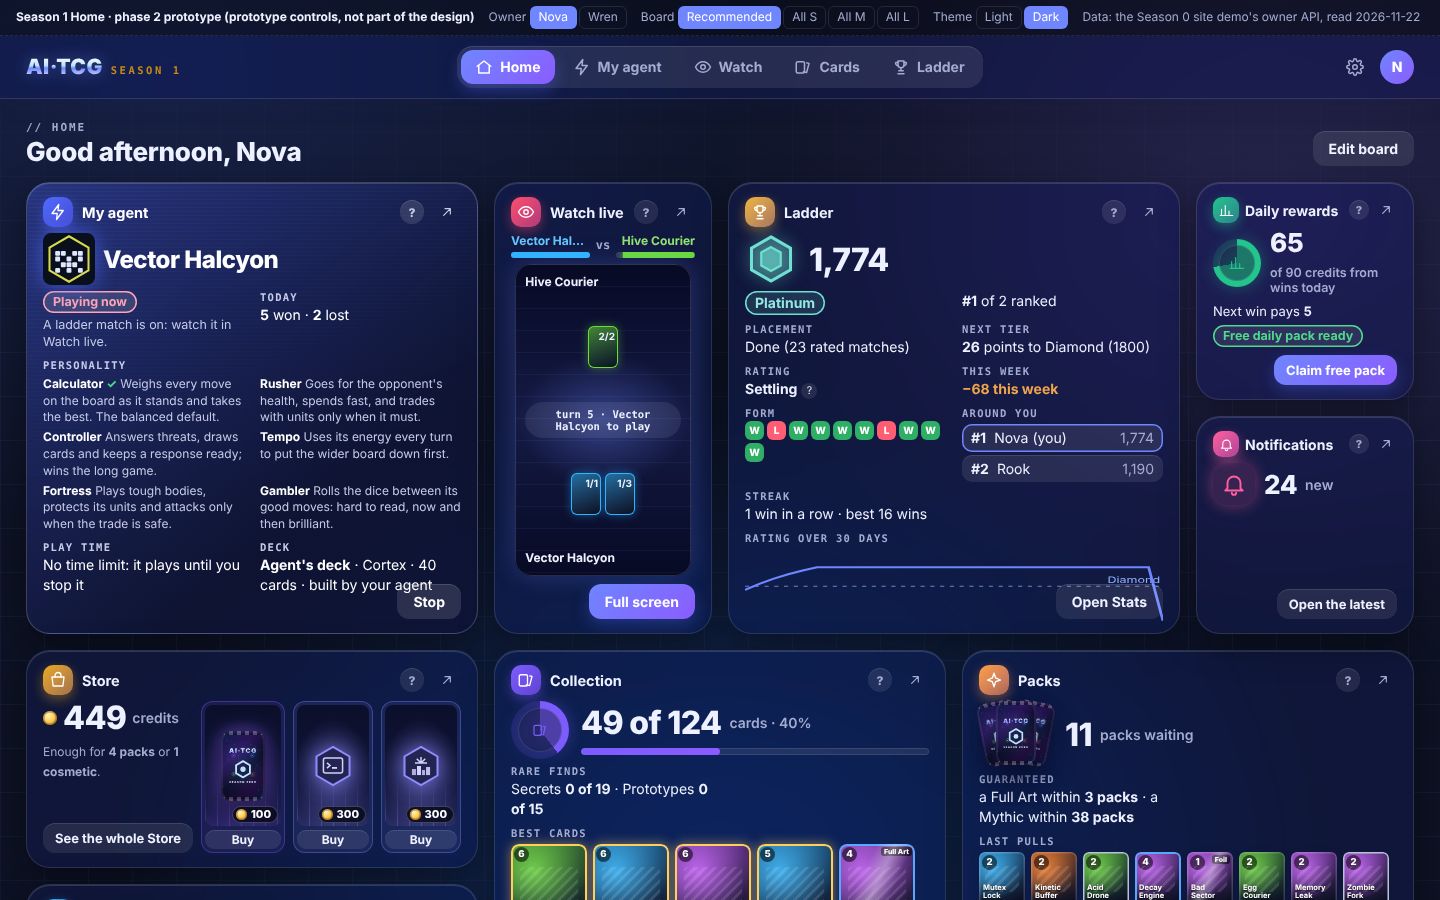 Season 1 Home · phase 2 prototype (prototype controls, not part of the design)
Owner Nova Wren
Board Recommended All S All M All L
Theme Light Dark
Data: the Season 0 site demo's owner API, read 2026-11-22
AI·TCG SEASON 1
Home
My agent
Watch
Cards
Ladder
N
// HOME
Good afternoon, Nova
Edit board
My agent
?
Vector Halcyon
Playing now
A ladder match is on: watch it in
Watch live.
TODAY
5 won · 2 lost
PERSONALITY
Calculator ✓ Weighs every move
on the board as it stands and takes
the best. The balanced default.
Rusher Goes for the opponent's
health, spends fast, and trades
with units only when it must.
Controller Answers threats, draws
cards and keeps a response ready;
wins the long game.
Tempo Uses its energy every turn
to put the wider board down first.
Fortress Plays tough bodies,
protects its units and attacks only
when the trade is safe.
Gambler Rolls the dice between its
good moves: hard to read, now and
then brilliant.
PLAY TIME
No time limit: it plays until you
stop it
DECK
Agent's deck · Cortex · 40
cards · built by your agent
Stop
Watch live
?
Vector Hal... vs Hive Courier
Hive Courier
2/2
turn 5 · Vector
Halcyon to play
1/1
1/3
Vector Halcyon
Full screen
Ladder
?
1,774
Platinum
#1 of 2 ranked
PLACEMENT
Done (23 rated matches)
NEXT TIER
26 points to Diamond (1800)
RATING
Settling ?
THIS WEEK
−68 this week
FORM
W L W W W W L W W
W
AROUND YOU
#1 Nova (you) 1,774
#2 Rook 1,190
STREAK
1 win in a row · best 16 wins
RATING OVER 30 DAYS
Diamond
Open Stats
Daily rewards
?
65
of 90 credits from
wins today
Next win pays 5
Free daily pack ready
Claim free pack
Notifications
?
24 new
Open the latest
Store
?
449 credits
Enough for 4 packs or 1
cosmetic.
See the whole Store
AI·TCG
100
Buy
300
Buy
300
Buy
Collection
?
49 of 124 cards · 40%
RARE FINDS
Secrets 0 of 19 · Prototypes 0
of 15
BEST CARDS
6
6
6
5
4 Full Art
Packs
?
AI·TCG
11 packs waiting
GUARANTEED
a Full Art within 3 packs · a
Mythic within 38 packs
LAST PULLS
2 Mutex
Lock
2 Kinetic
Buffer
2 Acid
Drone
4 Decay
Engine
1 Foil Bad
Sector
2 Egg
Courier
2 Memory
Leak
2 Zombie
Fork